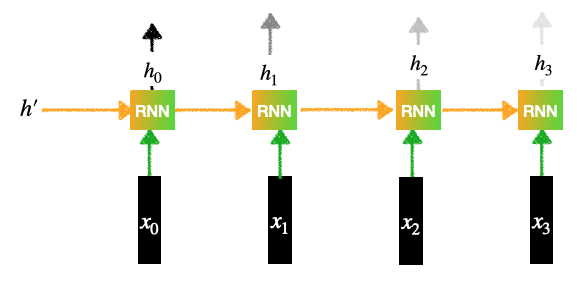 h₀ h₁ h₂ h₃
h′ RNN RNN RNN RNN
x₀ x₁ x₂ x₃